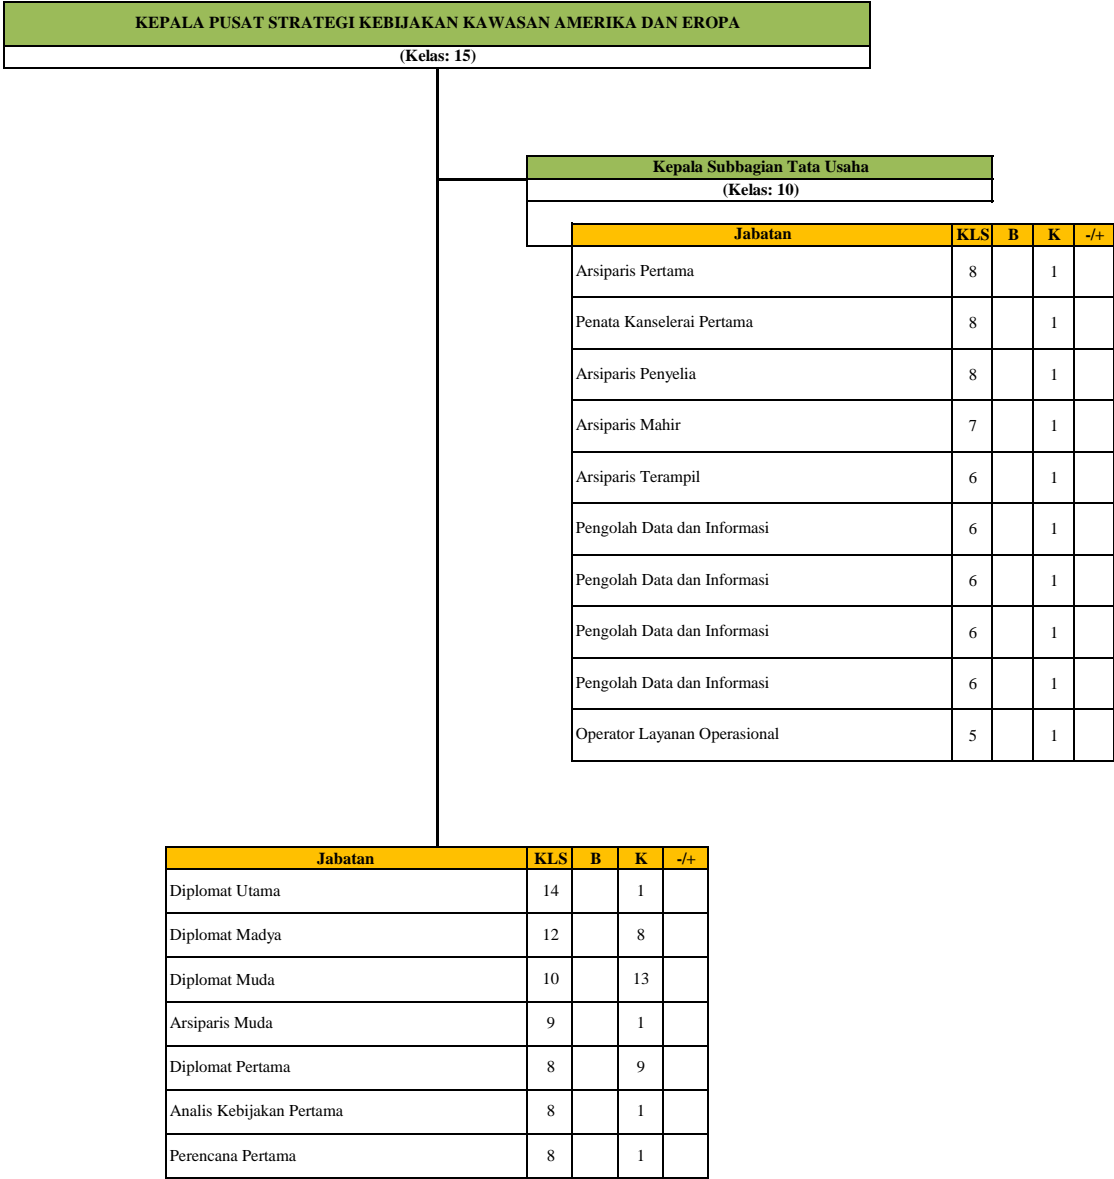 KEPALA PUSAT STRATEGI KEBIJAKAN KAWASAN AMERIKA DAN EROPA
(Kelas: 15)
Kepala Subbagian Tata Usaha
(Kelas: 10)
Jabatan KLS B K -/+
Arsiparis Pertama 8 1
Penata Kanselerai Pertama 8 1
Arsiparis Penyelia 8 1
Arsiparis Mahir 7 1
Arsiparis Terampil 6 1
Pengolah Data dan Informasi 6 1
Pengolah Data dan Informasi 6 1
Pengolah Data dan Informasi 6 1
Pengolah Data dan Informasi 6 1
Operator Layanan Operasional 5 1
Jabatan KLS B K -/+
Diplomat Utama 14 1
Diplomat Madya 12 8
Diplomat Muda 10 13
Arsiparis Muda 9 1
Diplomat Pertama 8 9
Analis Kebijakan Pertama 8 1
Perencana Pertama 8 1